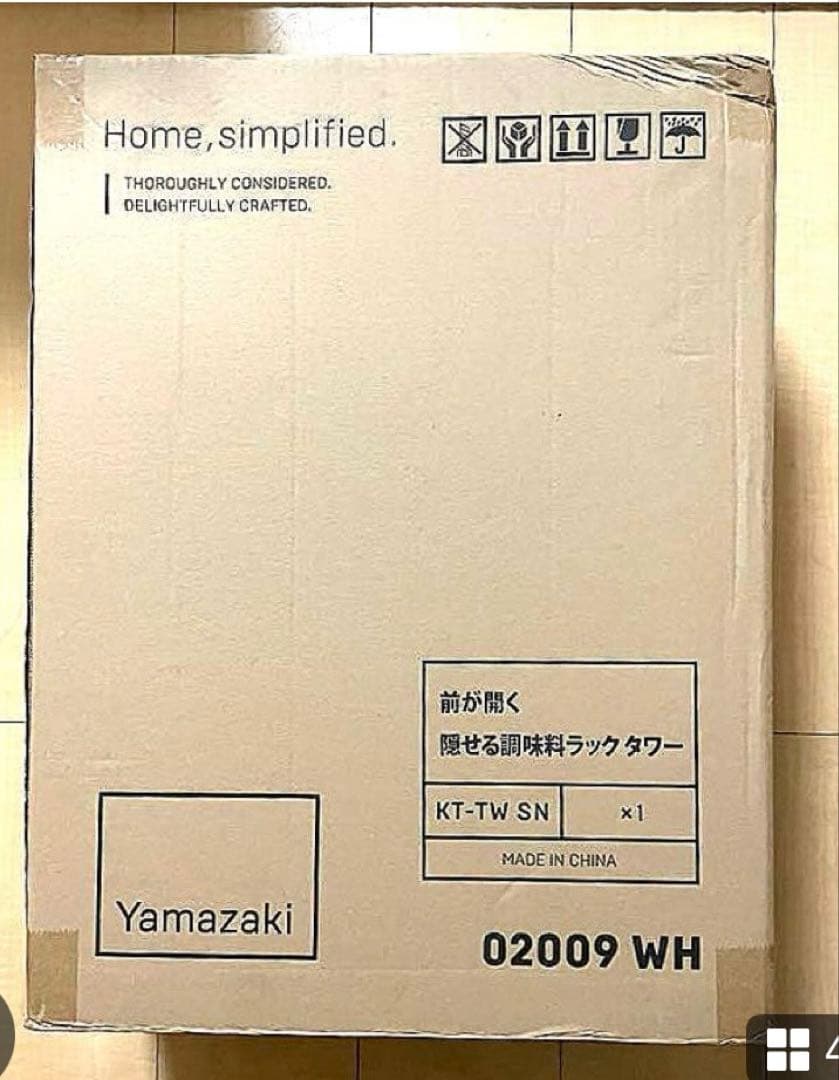 Home, simplified.
THOROUGHLY CONSIDERED.
DELIGHTFULLY CRAFTED.
前が開く
隠せる調味料ラック タワー
KT-TW SN
×1
MADE IN CHINA
Yamazaki
02009 WH